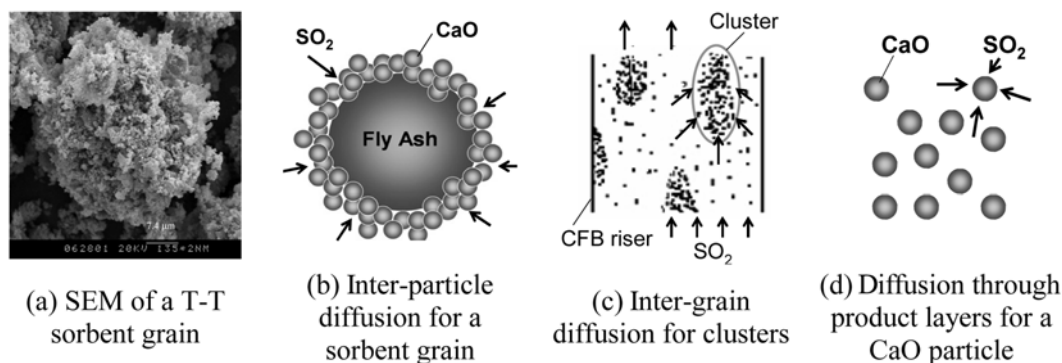 7.4 μm
062801 20KV 135*2NM
SO2
CaO
Fly Ash
Cluster
CFB riser
SO2
CaO
SO2
(a) SEM of a T-T
sorbent grain
(b) Inter-particle
diffusion for a
sorbent grain
(c) Inter-grain
diffusion for clusters
(d) Diffusion through
product layers for a
CaO particle